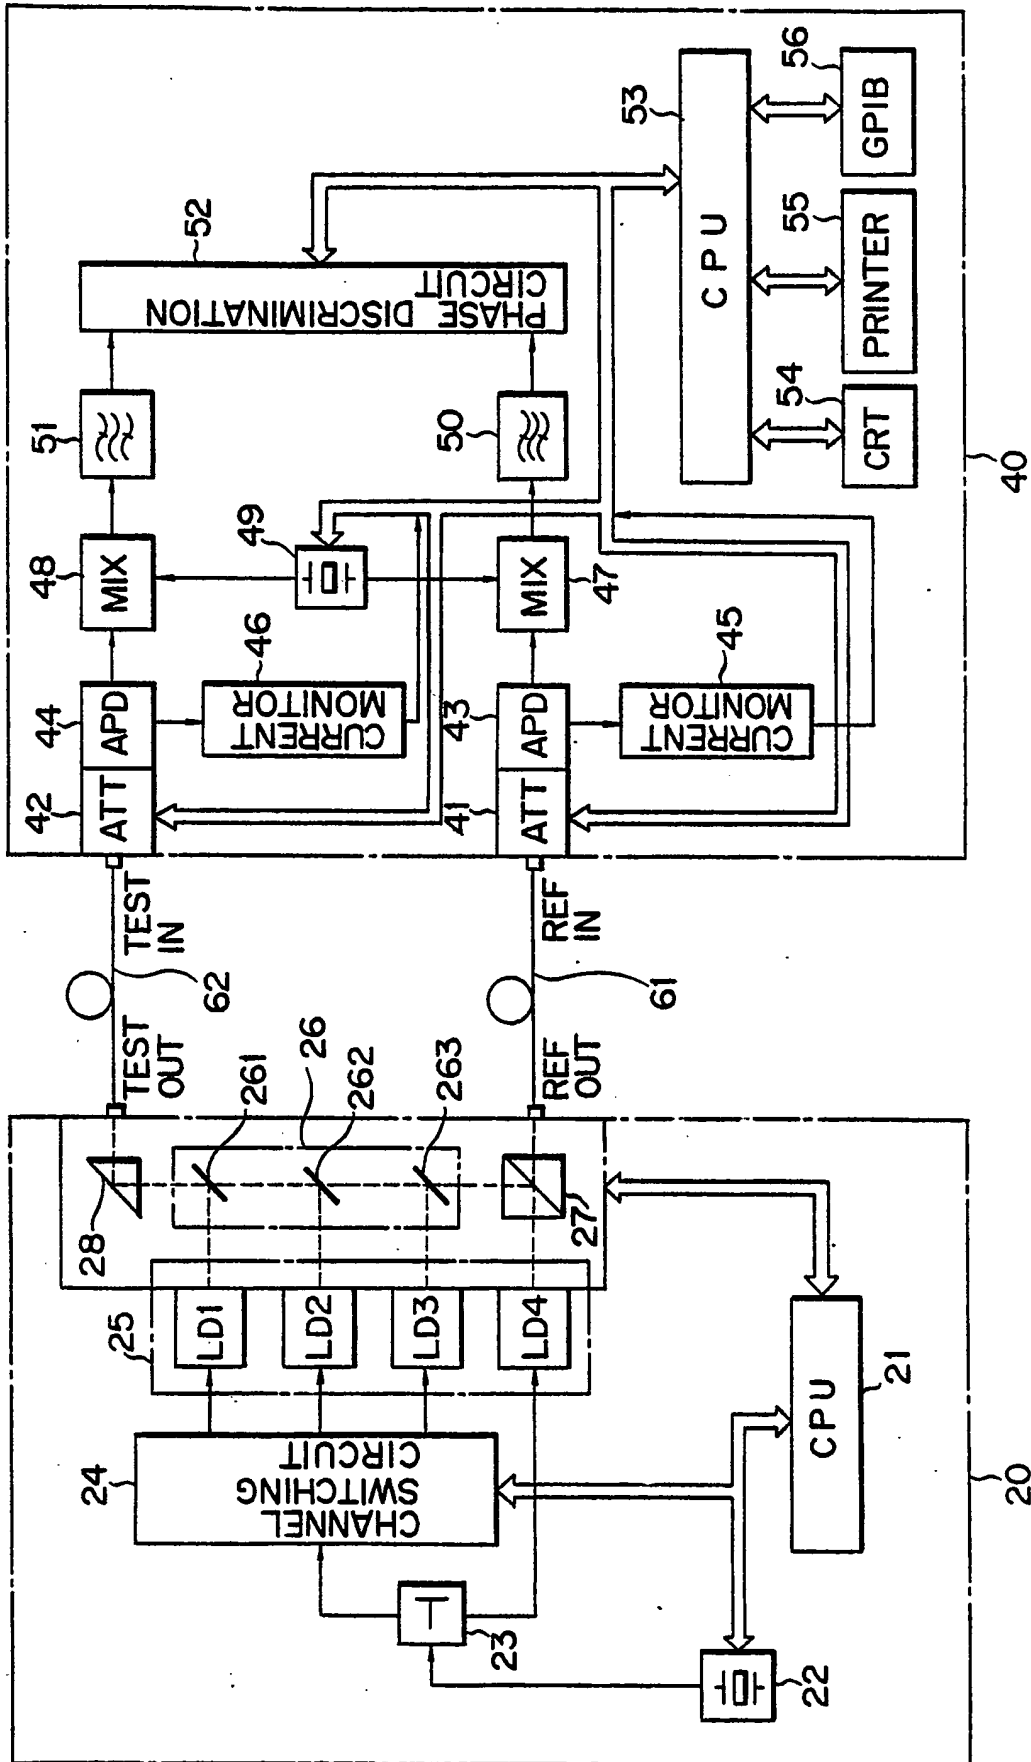 20
21
CPU
22
23
24
CHANNEL
SWITCHING
CIRCUIT
25
LD1
LD2
LD3
LD4
28
26
261
262
263
27
TEST
OUT
62
TEST
IN
REF
OUT
61
REF
IN
40
42
ATT
44
APD
46
CURRENT
MONITOR
48
MIX
49
51
41
ATT
43
APD
45
CURRENT
MONITOR
47
MIX
50
52
PHASE DISCRIMINATION
CIRCUIT
53
CPU
54
CRT
55
PRINTER
56
GPIB